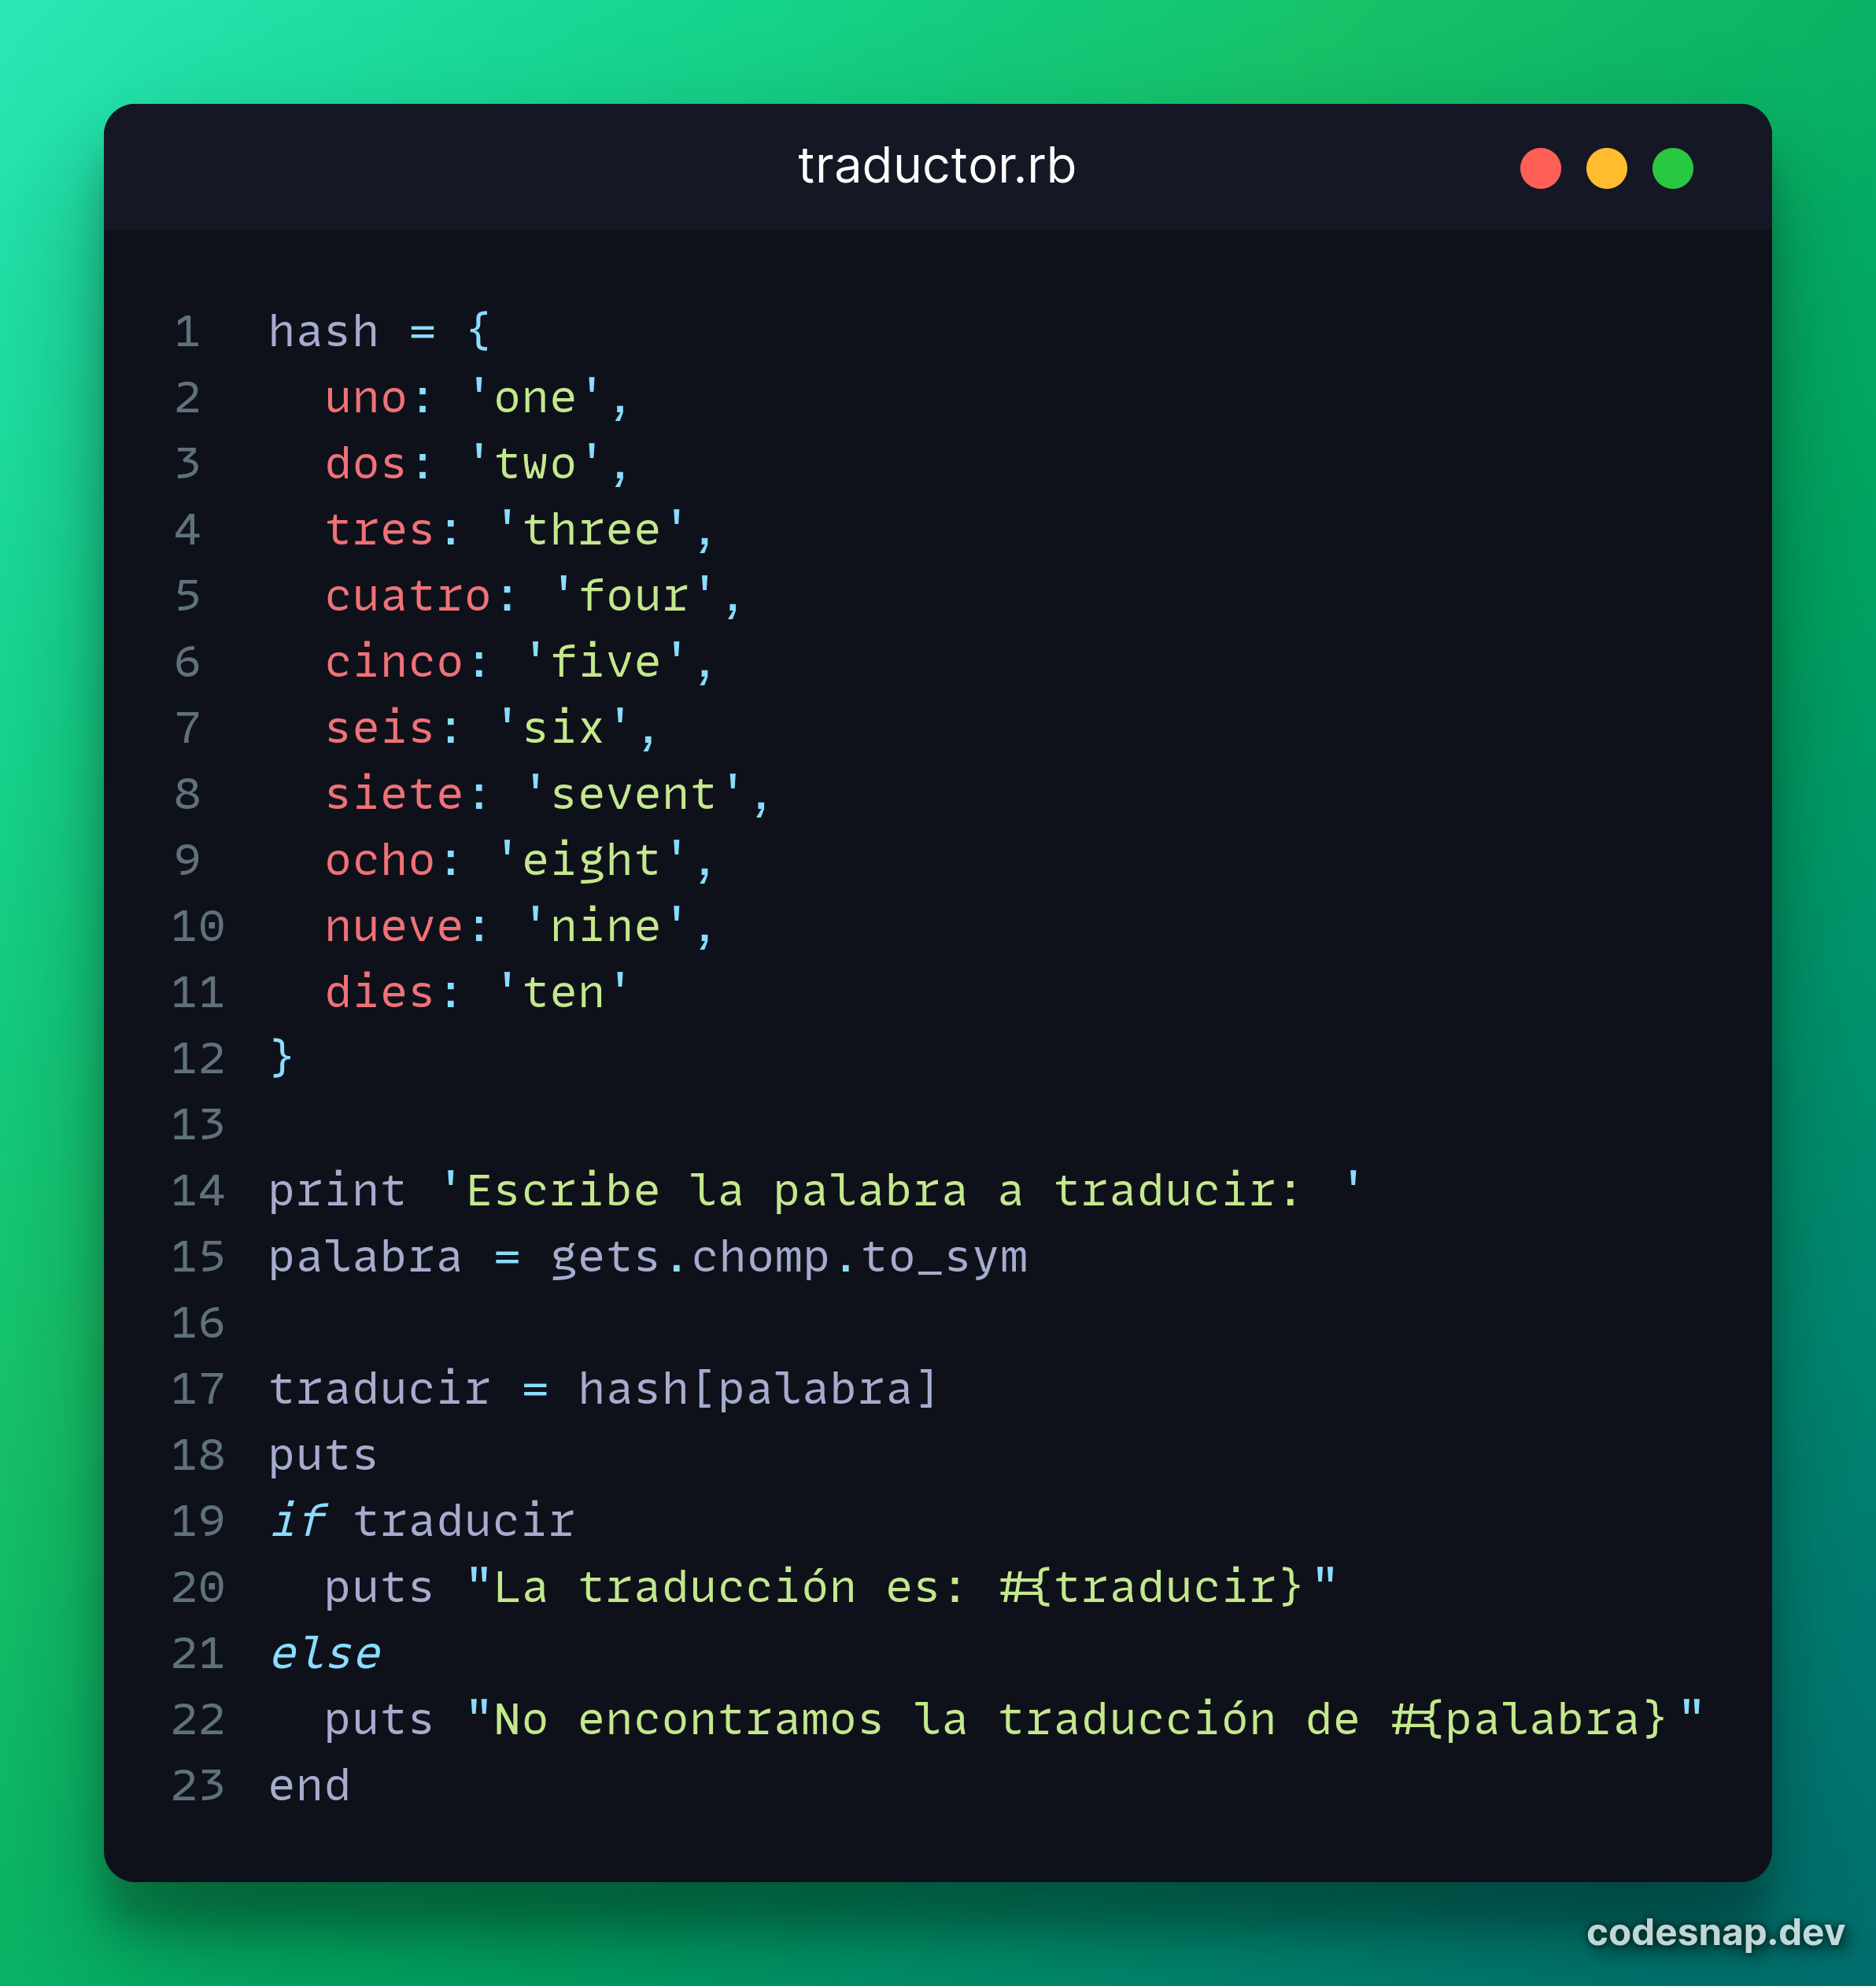 traductor.rb
1 hash = {
2   uno: 'one',
3   dos: 'two',
4   tres: 'three',
5   cuatro: 'four',
6   cinco: 'five',
7   seis: 'six',
8   siete: 'sevent',
9   ocho: 'eight',
10   nueve: 'nine',
11   dies: 'ten'
12 }
13
14 print 'Escribe la palabra a traducir: '
15 palabra = gets.chomp.to_sym
16
17 traducir = hash[palabra]
18 puts
19 if traducir
20   puts "La traducción es: #{traducir}"
21 else
22   puts "No encontramos la traducción de #{palabra}"
23 end
codesnap.dev